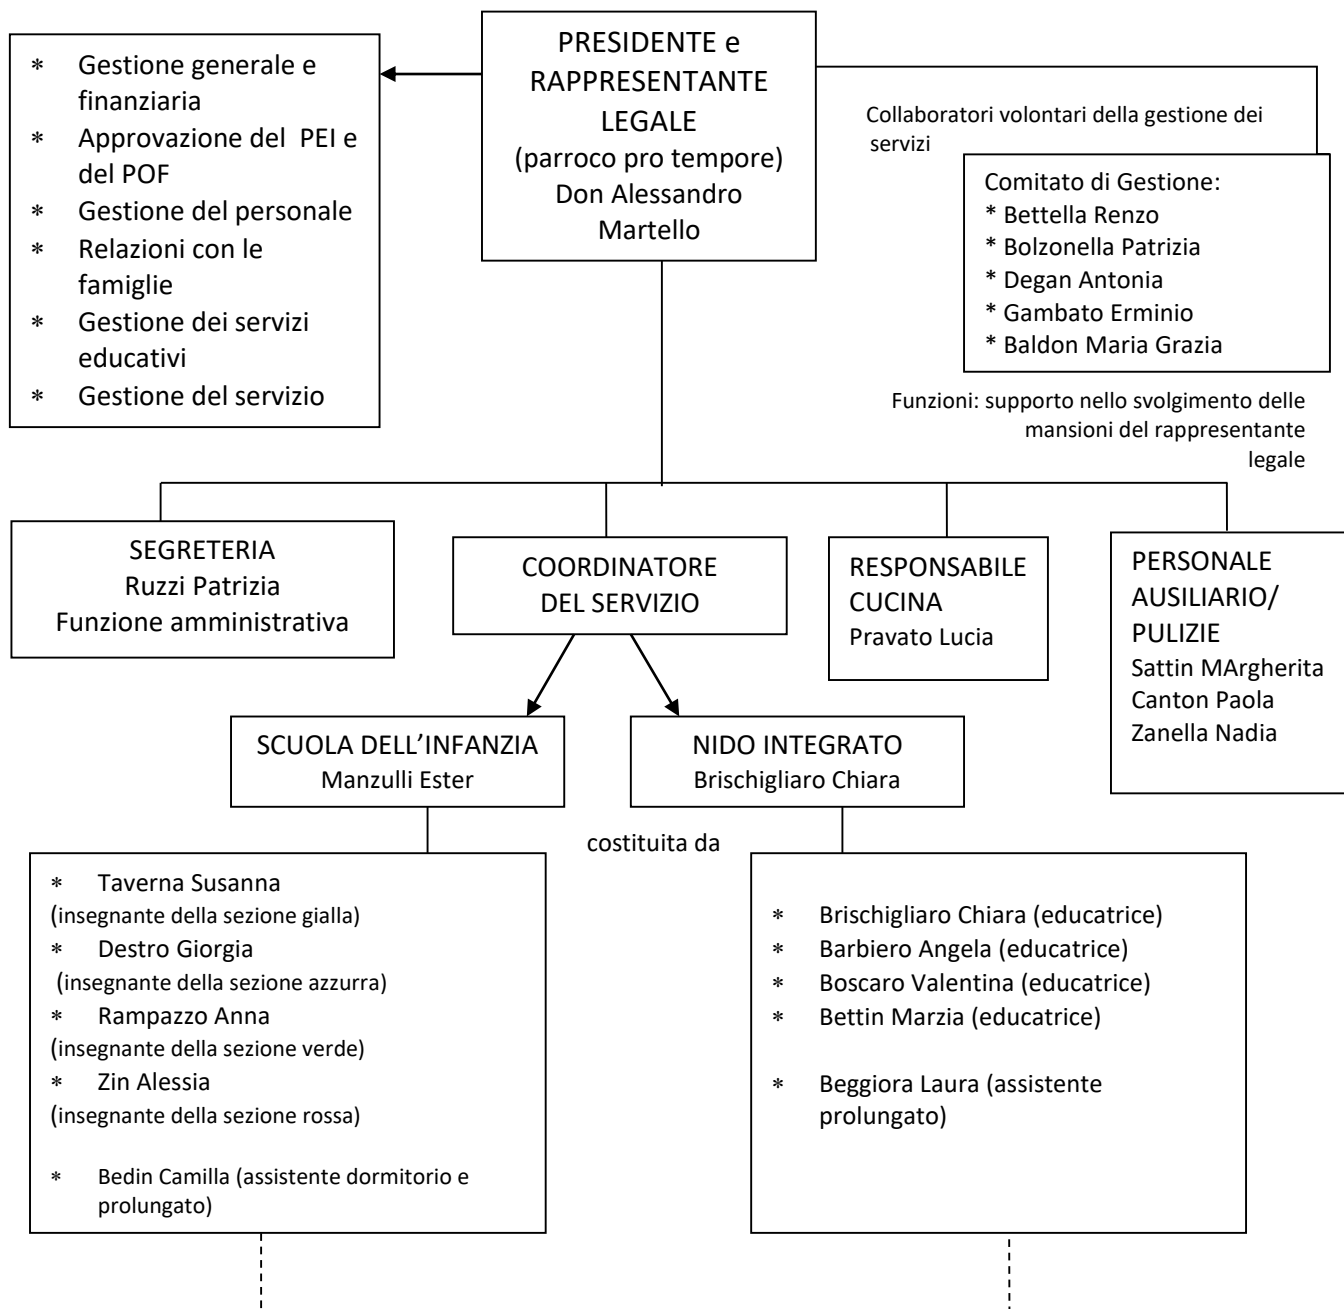 PRESIDENTE e
RAPPRESENTANTE
LEGALE
(parroco pro tempore)
Don Alessandro
Martello
* Gestione generale e
finanziaria
* Approvazione del PEI e
del POF
* Gestione del personale
* Relazioni con le
famiglie
* Gestione dei servizi
educativi
* Gestione del servizio
Collaboratori volontari della gestione dei
servizi
Comitato di Gestione:
* Bettella Renzo
* Bolzonella Patrizia
* Degan Antonia
* Gambato Erminio
* Baldon Maria Grazia
Funzioni: supporto nello svolgimento delle
mansioni del rappresentante
legale
SEGRETERIA
Ruzzi Patrizia
Funzione amministrativa
COORDINATORE
DEL SERVIZIO
RESPONSABILE
CUCINA
Pravato Lucia
PERSONALE
AUSILIARIO/
PULIZIE
Sattin MArgherita
Canton Paola
Zanella Nadia
SCUOLA DELL’INFANZIA
Manzulli Ester
NIDO INTEGRATO
Brischigliaro Chiara
costituita da
* Taverna Susanna
(insegnante della sezione gialla)
* Destro Giorgia
(insegnante della sezione azzurra)
* Rampazzo Anna
(insegnante della sezione verde)
* Zin Alessia
(insegnante della sezione rossa)
* Bedin Camilla (assistente dormitorio e
prolungato)
* Brischigliaro Chiara (educatrice)
* Barbiero Angela (educatrice)
* Boscaro Valentina (educatrice)
* Bettin Marzia (educatrice)
* Beggiora Laura (assistente
prolungato)